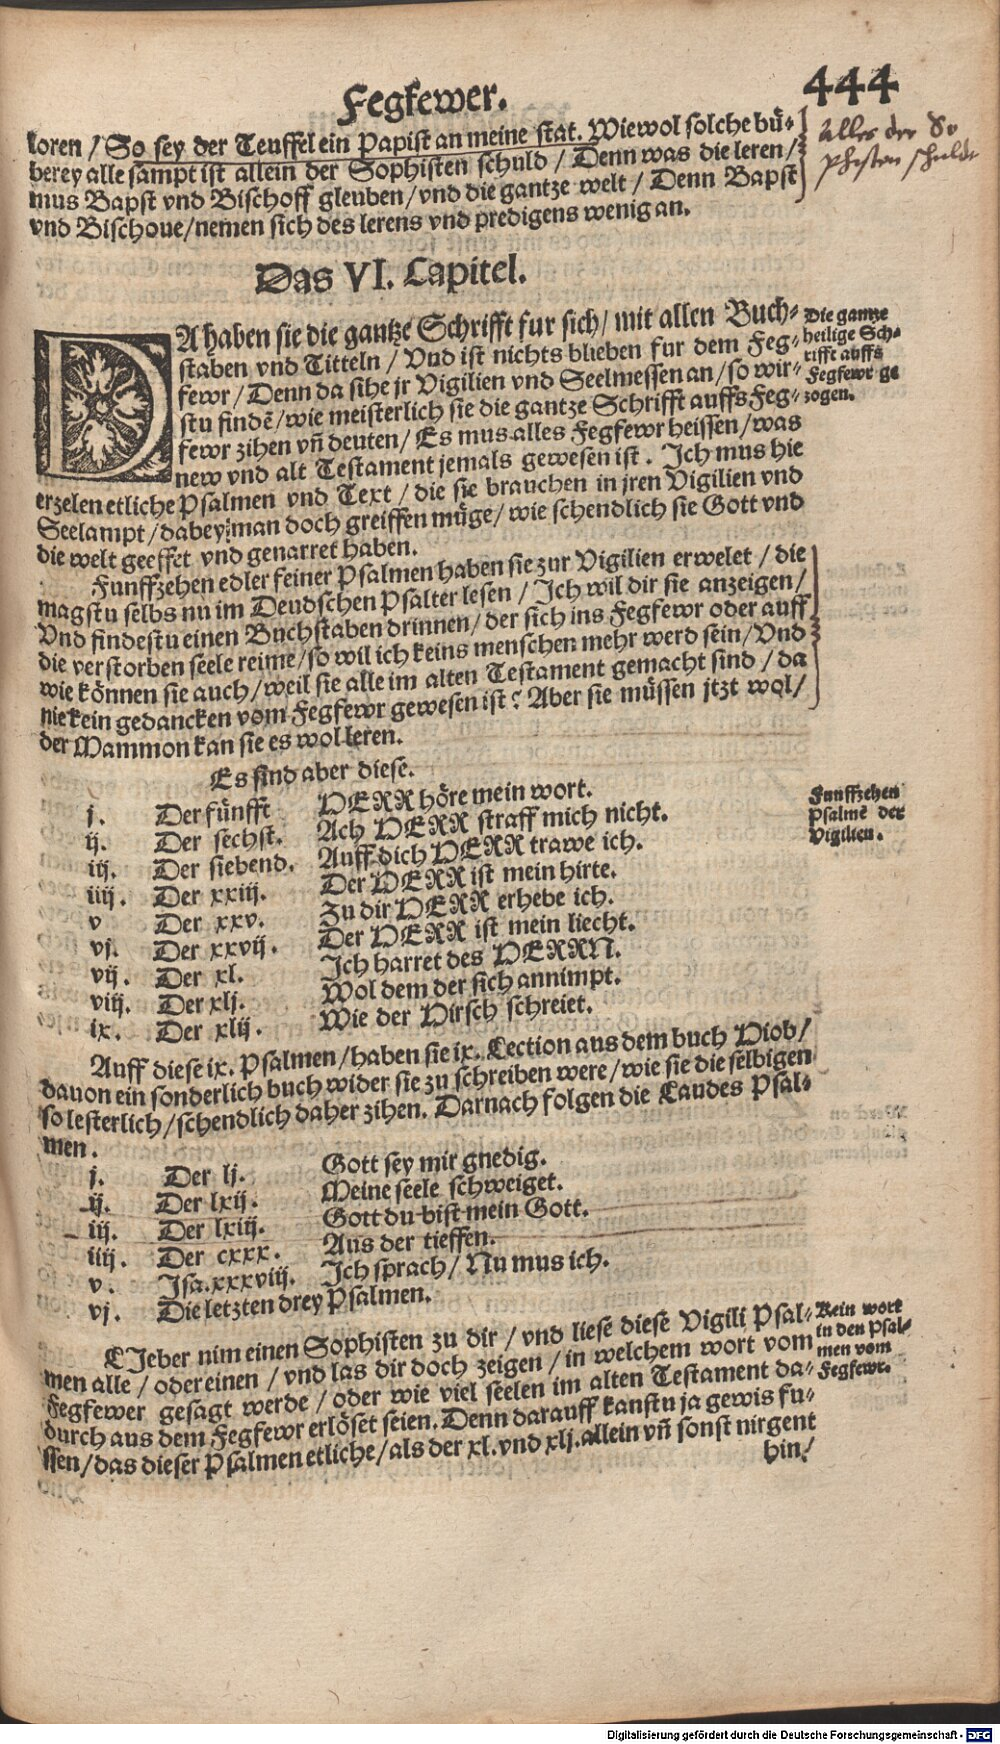 Fegfewer.
444
loren / So sey der Teuffel ein Papist an meine stat. Wiewol solche bü-
berey alle sampt ist allein der Sophisten schuld / Denn was die leren /
mus Bapst vnd Bischoff gleuben / vnd die gantze welt / Denn Bapst
vnd Bischoue / nemen sich des lerens vnd predigens wenig an.
Alles der So
phisten schuldt
Das VI. Capitel.
DA haben sie die gantze Schrifft fur sich / mit allen Buch-
staben vnd Titteln / Vnd ist nichts blieben fur dem Feg-
fewr / Denn da sihe jr Vigilien vnd Seelmessen an / so wir-
stu findē / wie meisterlich sie die gantze Schrifft auffs Feg-
fewr zihen vñ deuten / Es mus alles Fegfewr heissen / was
new vnd alt Testament jemals gewesen ist. Ich mus hie
erzelen etliche Psalmen vnd Text / die sie brauchen in jren Vigilien vnd
Seelampt / dabey man doch greiffen müge / wie schendlich sie Gott vnd
die welt geeffet vnd genarret haben.
Die gantze
heilige Sch-
rifft auffs
Fegfewr ge
zogen.
Funffzehen edler feiner Psalmen haben sie zur Vigilien erwelet / die
magstu selbs nu im Deudschen Psalter lesen / Ich wil dir sie anzeigen /
Vnd findestu einen Buchstaben drinnen / der sich ins Fegfewr oder auff
die verstorben seele reime / so wil ich keins menschen mehr werd sein / Vnd
wie können sie auch / weil sie alle im alten Testament gemacht sind / da
nie kein gedancken vom Fegfewr gewesen ist? Aber sie müssen jtzt wol /
der Mammon kan sie es wol leren.
Es sind aber diese.
j. Der fünfft HERR höre mein wort.
ij. Der sechst. Ach HERR straff mich nicht.
iij. Der siebend. Auff dich HERR trawe ich.
iiij. Der xxiij. Der HERR ist mein hirte.
v Der xxv. Zu dir HERR erhebe ich.
vj. Der xxvij. Der HERR ist mein liecht.
vij. Der xl. Ich harret des HERRN.
viij. Der xlj. Wol dem der sich annimpt.
ix. Der xlij. Wie der Hirsch schreiet.
Funffzehen
Psalmē der
Vigilien.
Auff diese ix. Psalmen / haben sie ix. Lection aus dem buch Hiob /
dauon ein sonderlich buch wider sie zu schreiben were / wie sie die selbigen
so lesterlich / schendlich daher zihen. Darnach folgen die Laudes Psal-
men.
j. Der lj. Gott sey mir gnedig.
ij. Der lxij. Meine seele schweiget.
iij. Der lxiij. Gott du bist mein Gott.
iiij. Der cxxx. Aus der tieffen.
v. Isa. xxxviij. Ich sprach / Nu mus ich.
vj. Die letzten drey Psalmen.
LIeber nim einen Sophisten zu dir / vnd liese diese Vigilj Psal-
men alle / oder einen / vnd las dir doch zeigen / in welchem wort vom
Fegfewer gesagt werde / oder wie viel seelen im alten Testament da-
durch aus dem Fegfewr erlöset seien. Denn darauff kanstu ja gewis fu-
ssen / das dieser Psalmen etliche / als der xl. vnd xlj. allein vñ sonst nirgent
hin /
Kein wort
in den Psal-
men vom
Fegfewr.
Digitalisierung gefördert durch die Deutsche Forschungsgemeinschaft - DFG